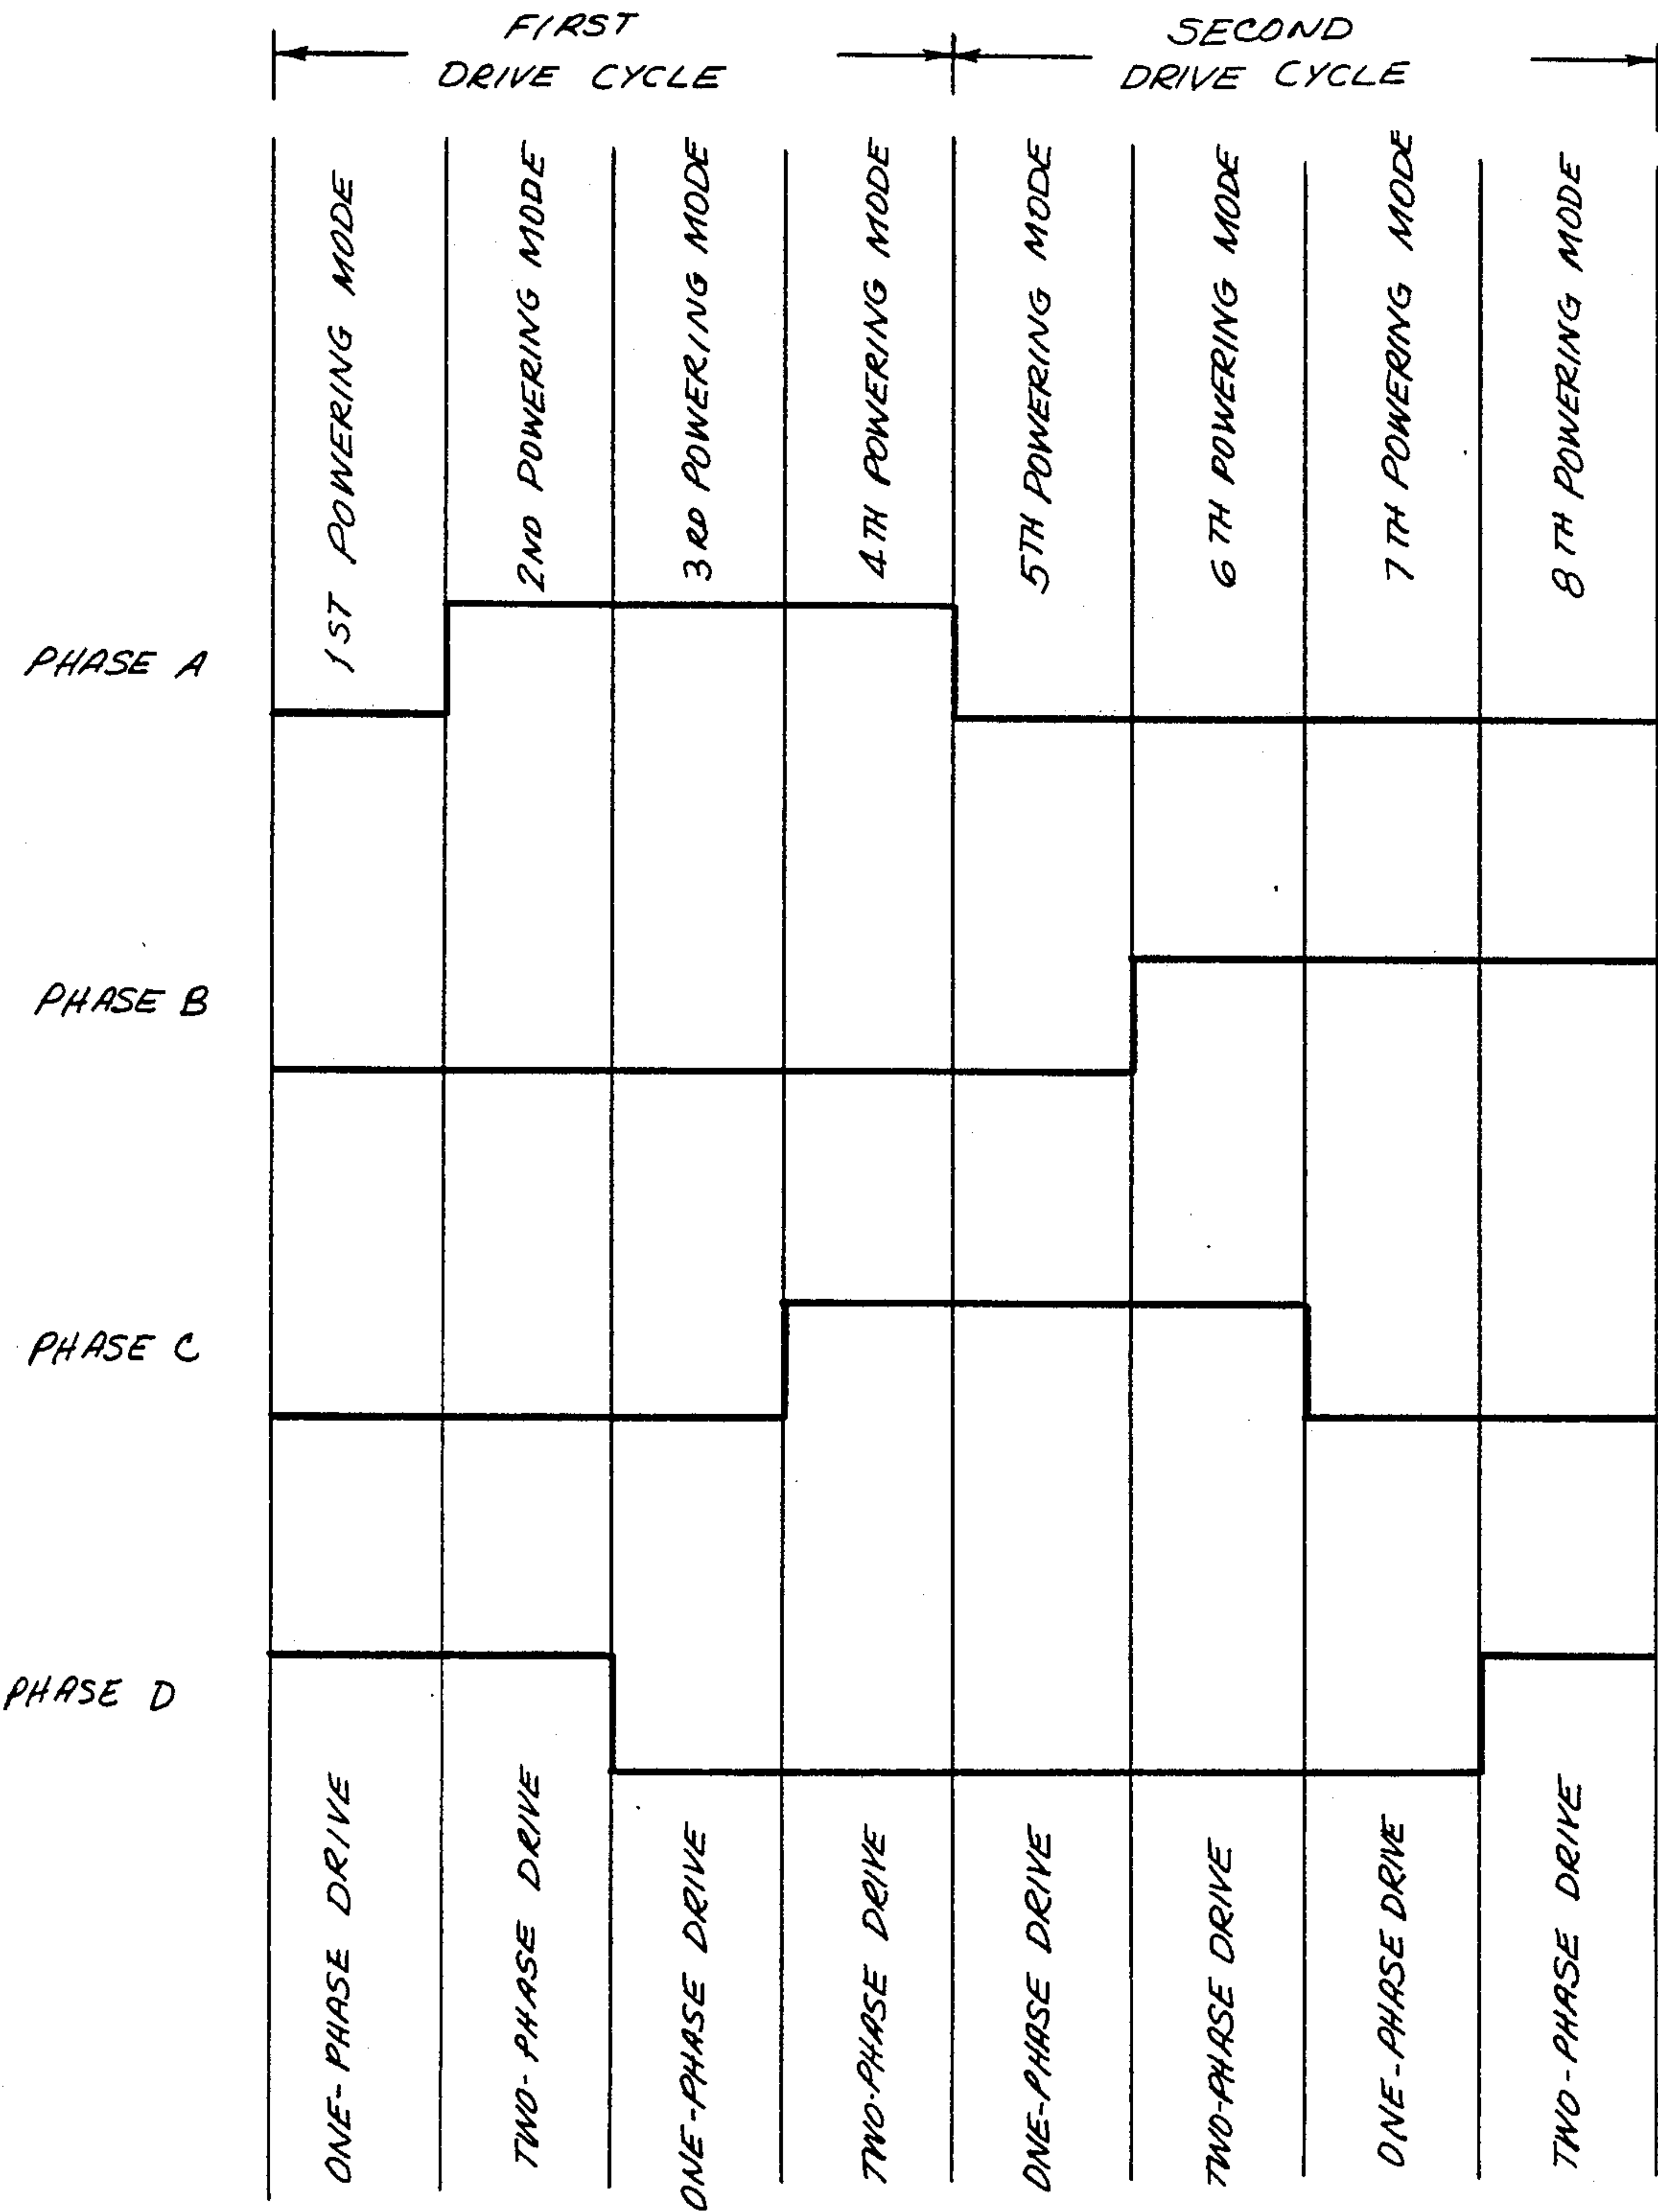 FIRST
DRIVE CYCLE
SECOND
DRIVE CYCLE
1ST POWERING MODE
2ND POWERING MODE
3RD POWERING MODE
4TH POWERING MODE
5TH POWERING MODE
6TH POWERING MODE
7TH POWERING MODE
8TH POWERING MODE
PHASE A
PHASE B
PHASE C
PHASE D
ONE-PHASE DRIVE
TWO-PHASE DRIVE
ONE-PHASE DRIVE
TWO-PHASE DRIVE
ONE-PHASE DRIVE
TWO-PHASE DRIVE
ONE-PHASE DRIVE
TWO-PHASE DRIVE